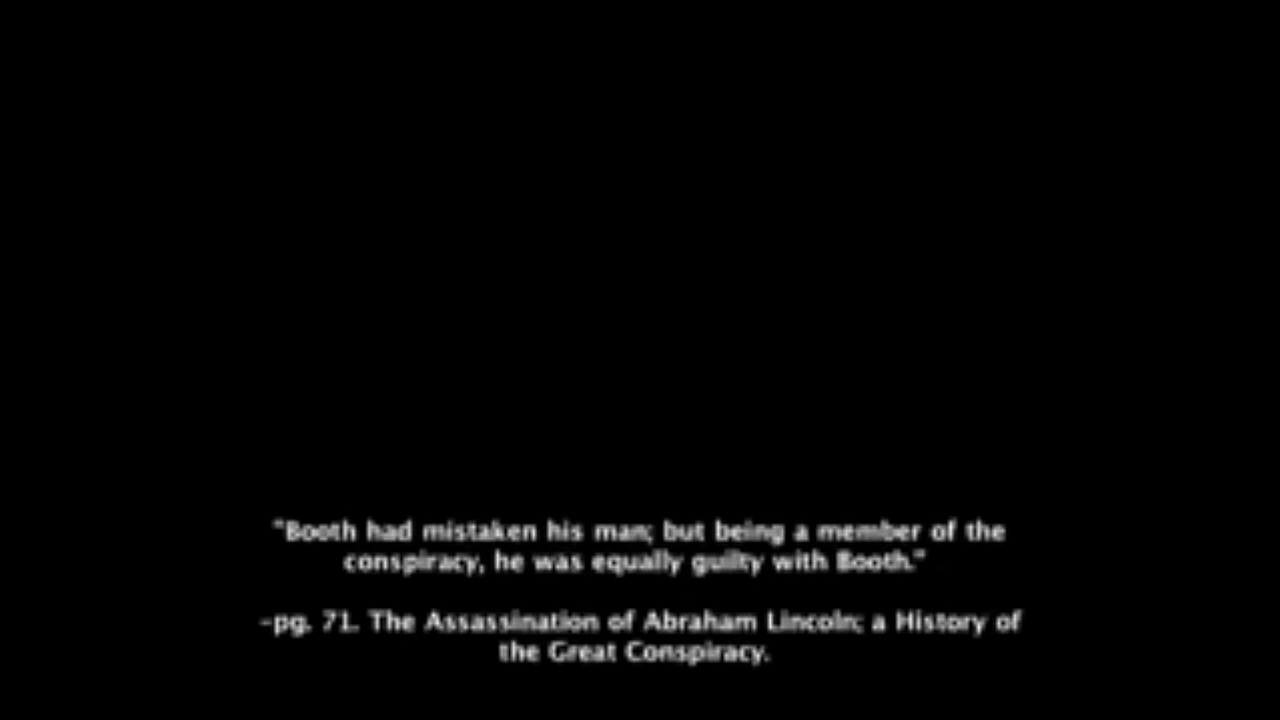 "Booth had mistaken his man; but being a member of the
conspiracy, he was equally guilty with Booth."
-pg. 71. The Assassination of Abraham Lincoln; a History of
the Great Conspiracy.